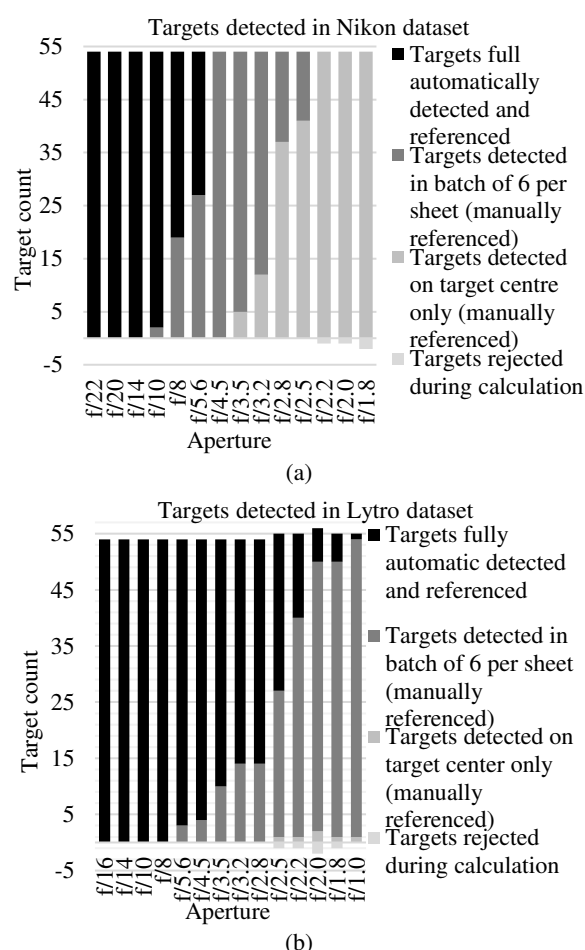 Targets detected in Nikon dataset
55
45
35
25
15
5
-5
Target count
f/22
f/20
f/14
f/10
f/8
f/5.6
f/4.5
f/3.5
f/3.2
f/2.8
f/2.5
f/2.2
f/2.0
f/1.8
Aperture
Targets full
automatically
detected and
referenced
Targets detected
in batch of 6 per
sheet (manually
referenced)
Targets detected
on target centre
only (manually
referenced)
Targets rejected
during calculation
(a)
Targets detected in Lytro dataset
55
45
35
25
15
5
-5
Target count
f/16
f/14
f/10
f/8
f/5.6
f/4.5
f/3.5
f/3.2
f/2.8
f/2.5
f/2.2
f/2.0
f/1.8
f/1.0
Aperture
Targets fully
automatic detected
and referenced
Targets detected in
batch of 6 per sheet
(manually
referenced)
Targets detected on
target center only
(manually
referenced)
Targets rejected
during calculation
(b)